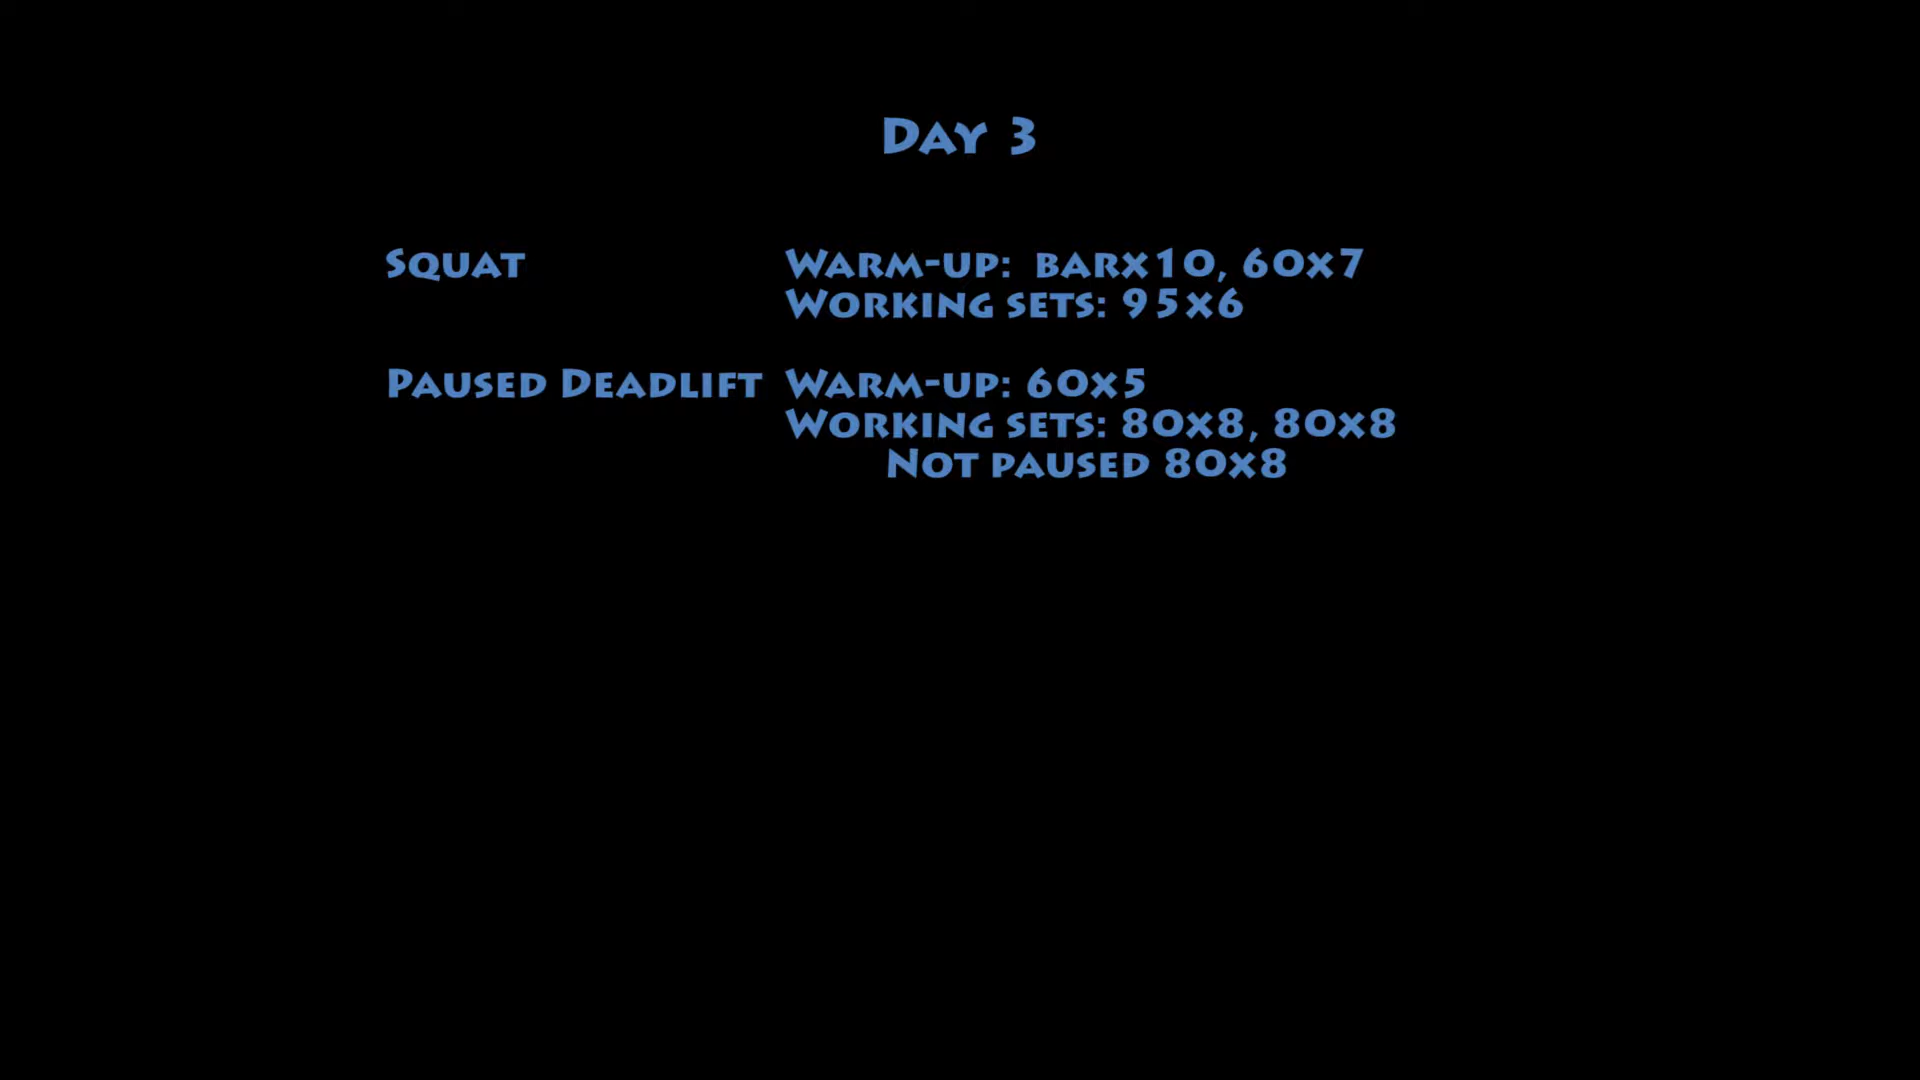 Day 3
Squat Warm-up: barx10, 60x7
Working sets: 95x6
Paused Deadlift Warm-up: 60x5
Working sets: 80x8, 80x8
Not paused 80x8